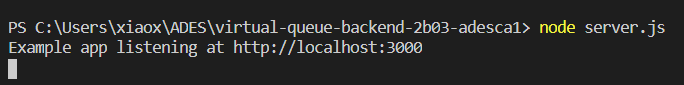 PS C:\Users\xiaox\ADES\virtual-queue-backend-2b03-adesca1> node server.js
Example app listening at http://localhost:3000